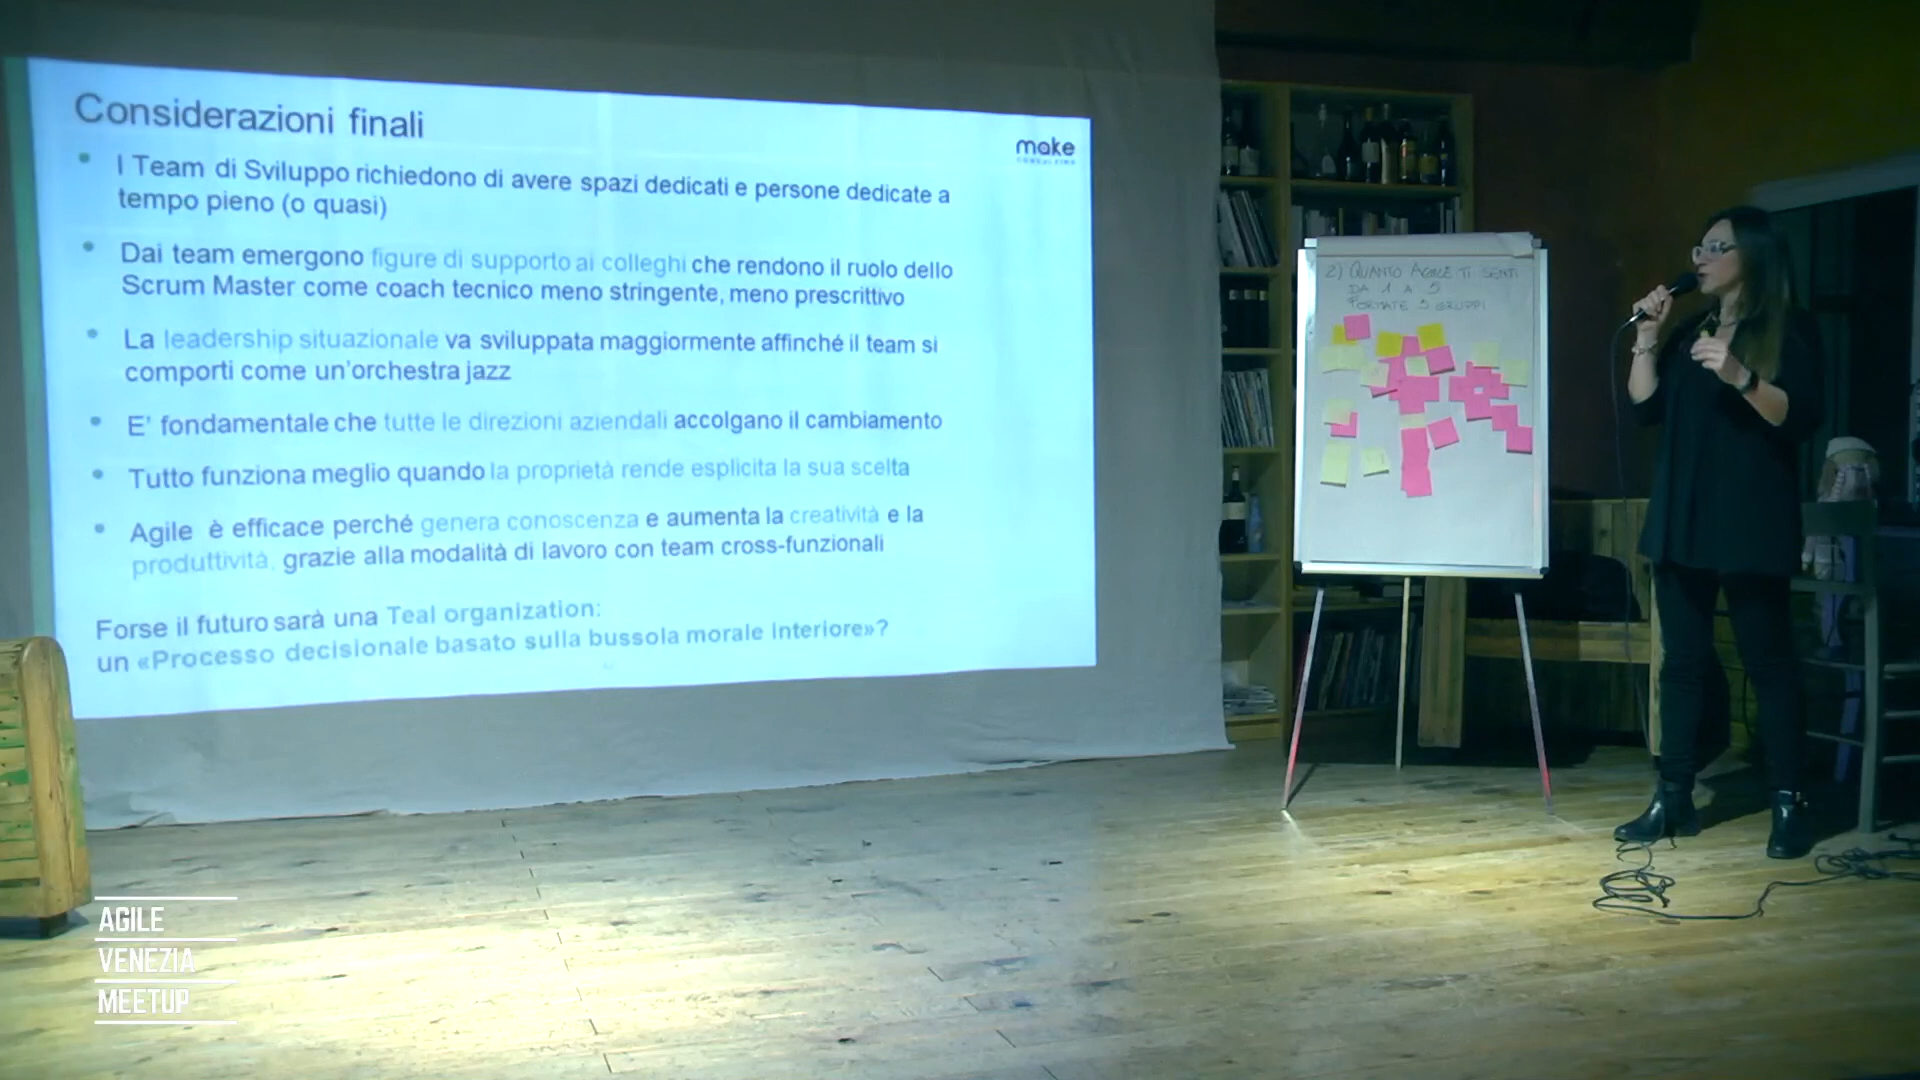 Considerazioni finali
make
CONSULTING
I Team di Sviluppo richiedono di avere spazi dedicati e persone dedicate a
tempo pieno (o quasi)
Dai team emergono figure di supporto ai colleghi che rendono il ruolo dello
Scrum Master come coach tecnico meno stringente, meno prescrittivo
La leadership situazionale va sviluppata maggiormente affinché il team si
comporti come un'orchestra jazz
E' fondamentale che tutte le direzioni aziendali accolgano il cambiamento
Tutto funziona meglio quando la proprietà rende esplicita la sua scelta
Agile è efficace perché genera conoscenza e aumenta la creatività e la
produttività, grazie alla modalità di lavoro con team cross-funzionali
Forse il futuro sarà una Teal organization:
un «Processo decisionale basato sulla bussola morale Interiore»?
2) QUANTO AGILE TI SENTI
DA 1 A 5
FORMATE 5 GRUPPI
AGILE
VENEZIA
MEETUP